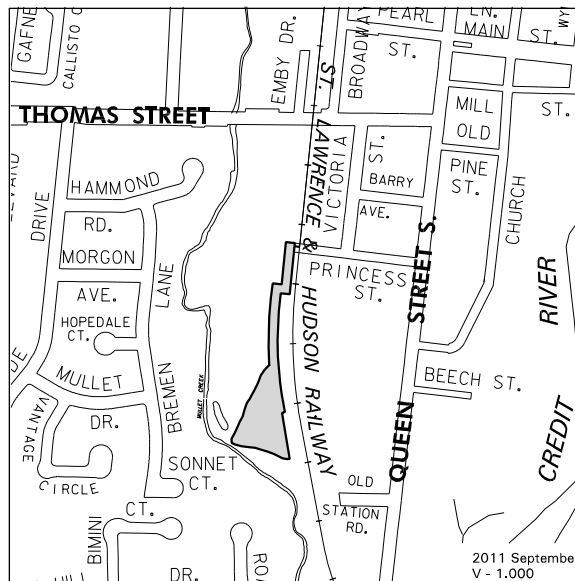 PEARL
MAIN
ST.
ST.
GAFNE
CALLISTO C
EMBY DR.
BROADWAY
WY
THOMAS STREET
MILL
ST.
OLD
PINE
ST.
ST. LAWRENCE & HUDSON RAILWAY
VICTORIA
ST.
BARRY
AVE.
PRINCESS
ST.
CHURCH
QUEEN STREET S.
HAMMOND
RD.
MORGON
AVE.
HOPEDALE
CT.
DRIVE
LANE
BREMEN
MULLET
DR.
VANTAGE
CIRCLE
MULLET CREEK
SONNET
CT.
CT.
BIMINI
DR.
BEECH ST.
OLD
STATION
RD.
CREDIT RIVER
2011 Septembe
V - 1.000